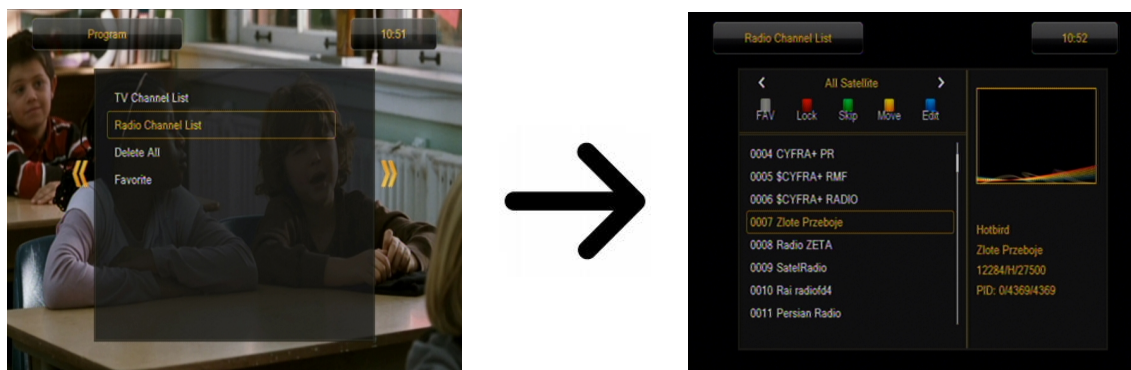 Program
10:51
TV Channel List
Radio Channel List
Delete All
Favorite
Radio Channel List
10:52
All Satellite
FAV Lock Skip Move Edit
0004 CYFRA+ PR
0005 $CYFRA+ RMF
0006 $CYFRA+ RADIO
0007 Zlote Przeboje
0008 Radio ZETA
0009 SatelRadio
0010 Rai radiofd4
0011 Persian Radio
Hotbird
Zlote Przeboje
12284/H/27500
PID: 0/4369/4369